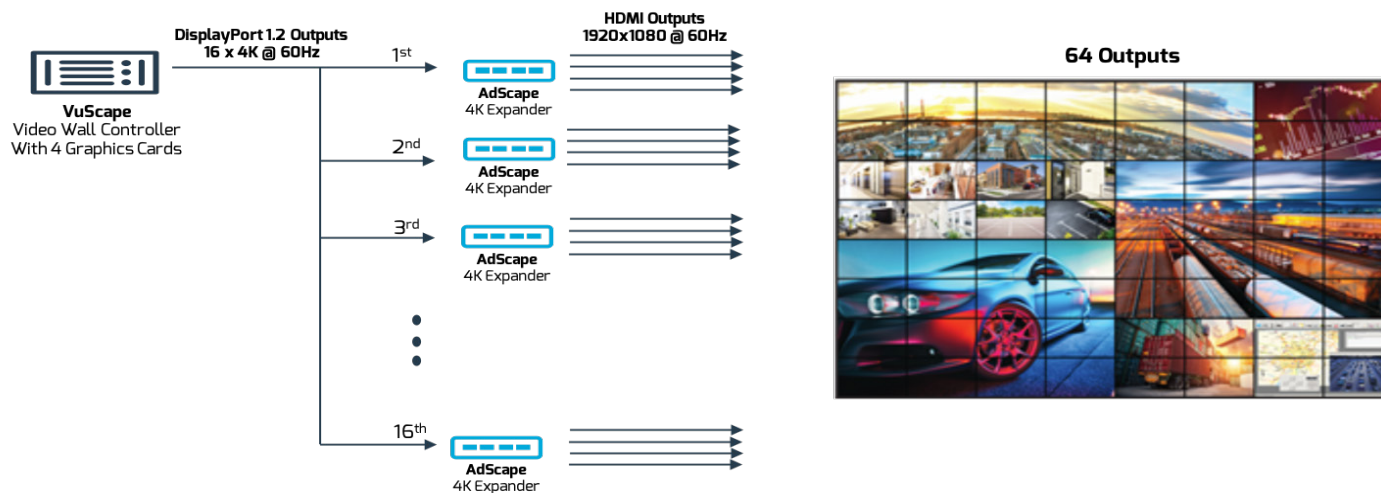 DisplayPort 1.2 Outputs
16 x 4K @ 60Hz
HDMI Outputs
1920x1080 @ 60Hz
VuScape
Video Wall Controller
With 4 Graphics Cards
1st
AdScape
4K Expander
2nd
AdScape
4K Expander
3rd
AdScape
4K Expander
16th
AdScape
4K Expander
64 Outputs